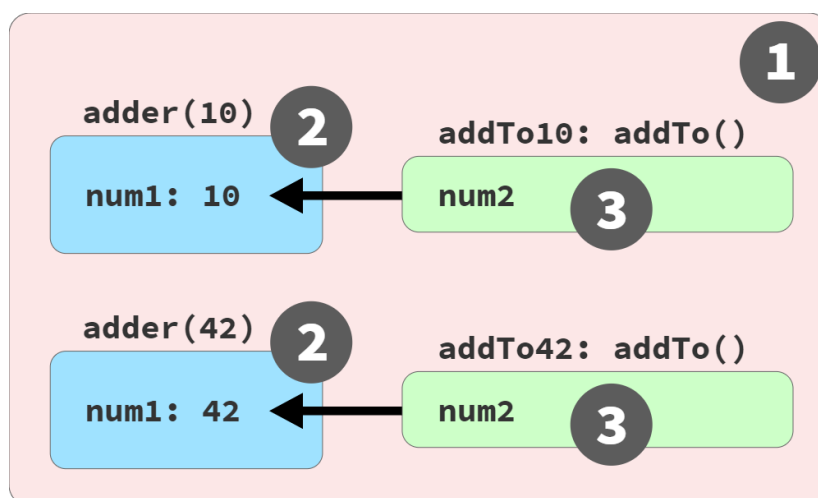 1
adder(10)
2
addTo10: addTo()
num1: 10
num2
3
adder(42)
2
addTo42: addTo()
num1: 42
num2
3